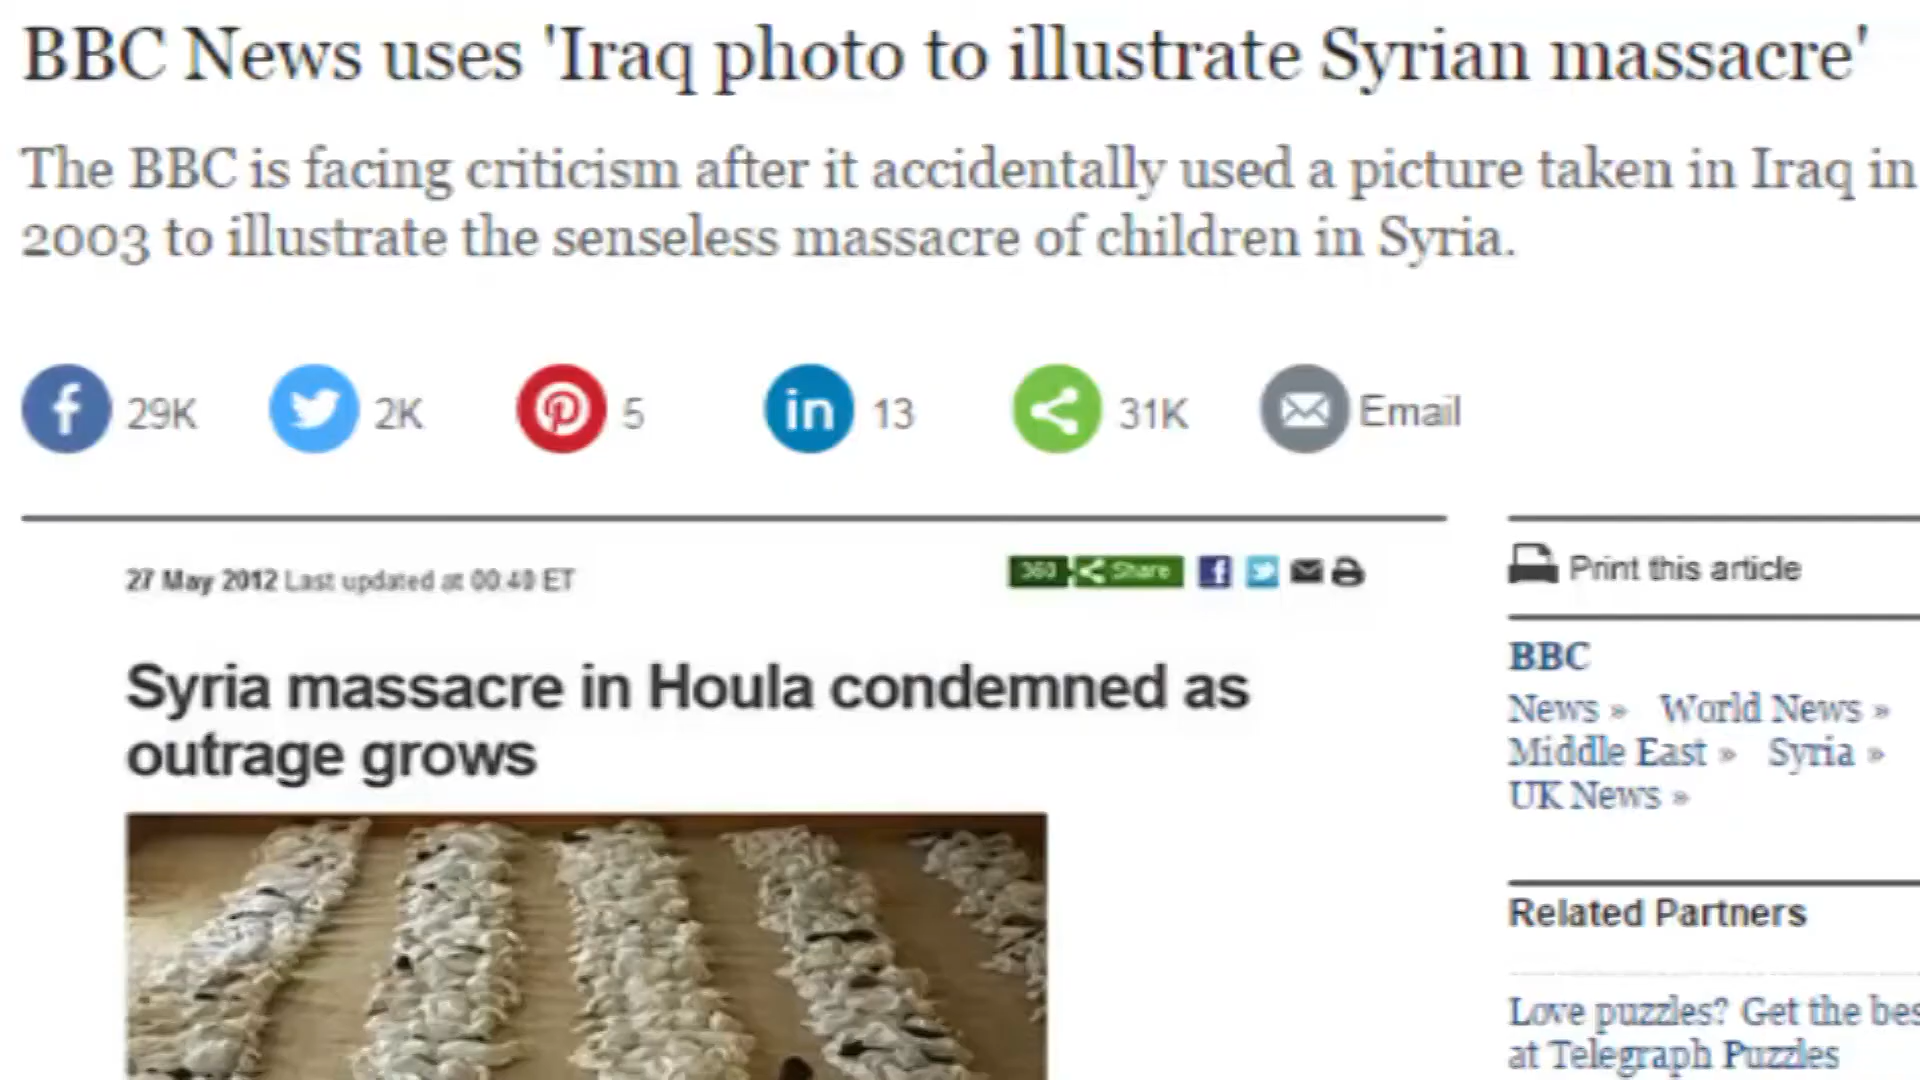 BBC News uses 'Iraq photo to illustrate Syrian massacre'
The BBC is facing criticism after it accidentally used a picture taken in Iraq in
2003 to illustrate the senseless massacre of children in Syria.
29K 2K 5 in 13 31K Email
27 May 2012 Last updated at 00:40 ET
360 Share
Syria massacre in Houla condemned as
outrage grows
Print this article
BBC
News » World News »
Middle East » Syria »
UK News »
Related Partners
Love puzzles? Get the bes
at Telegraph Puzzles